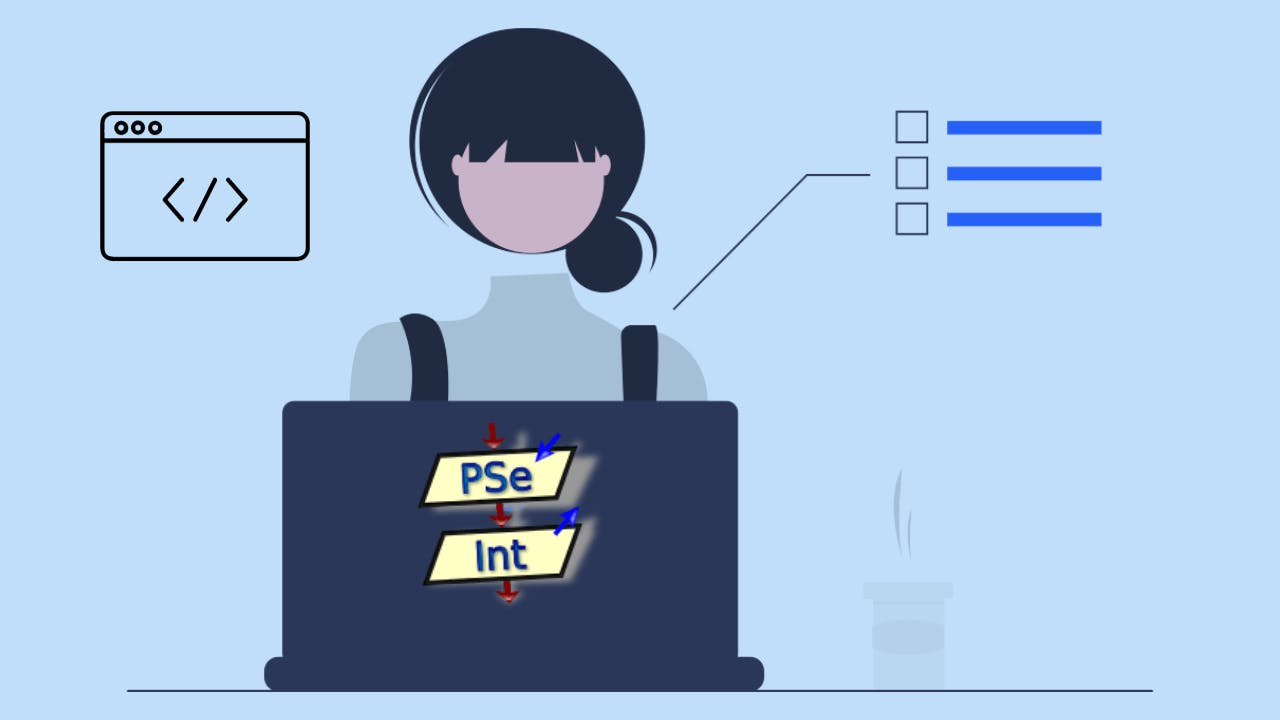 </>
PSe
Int